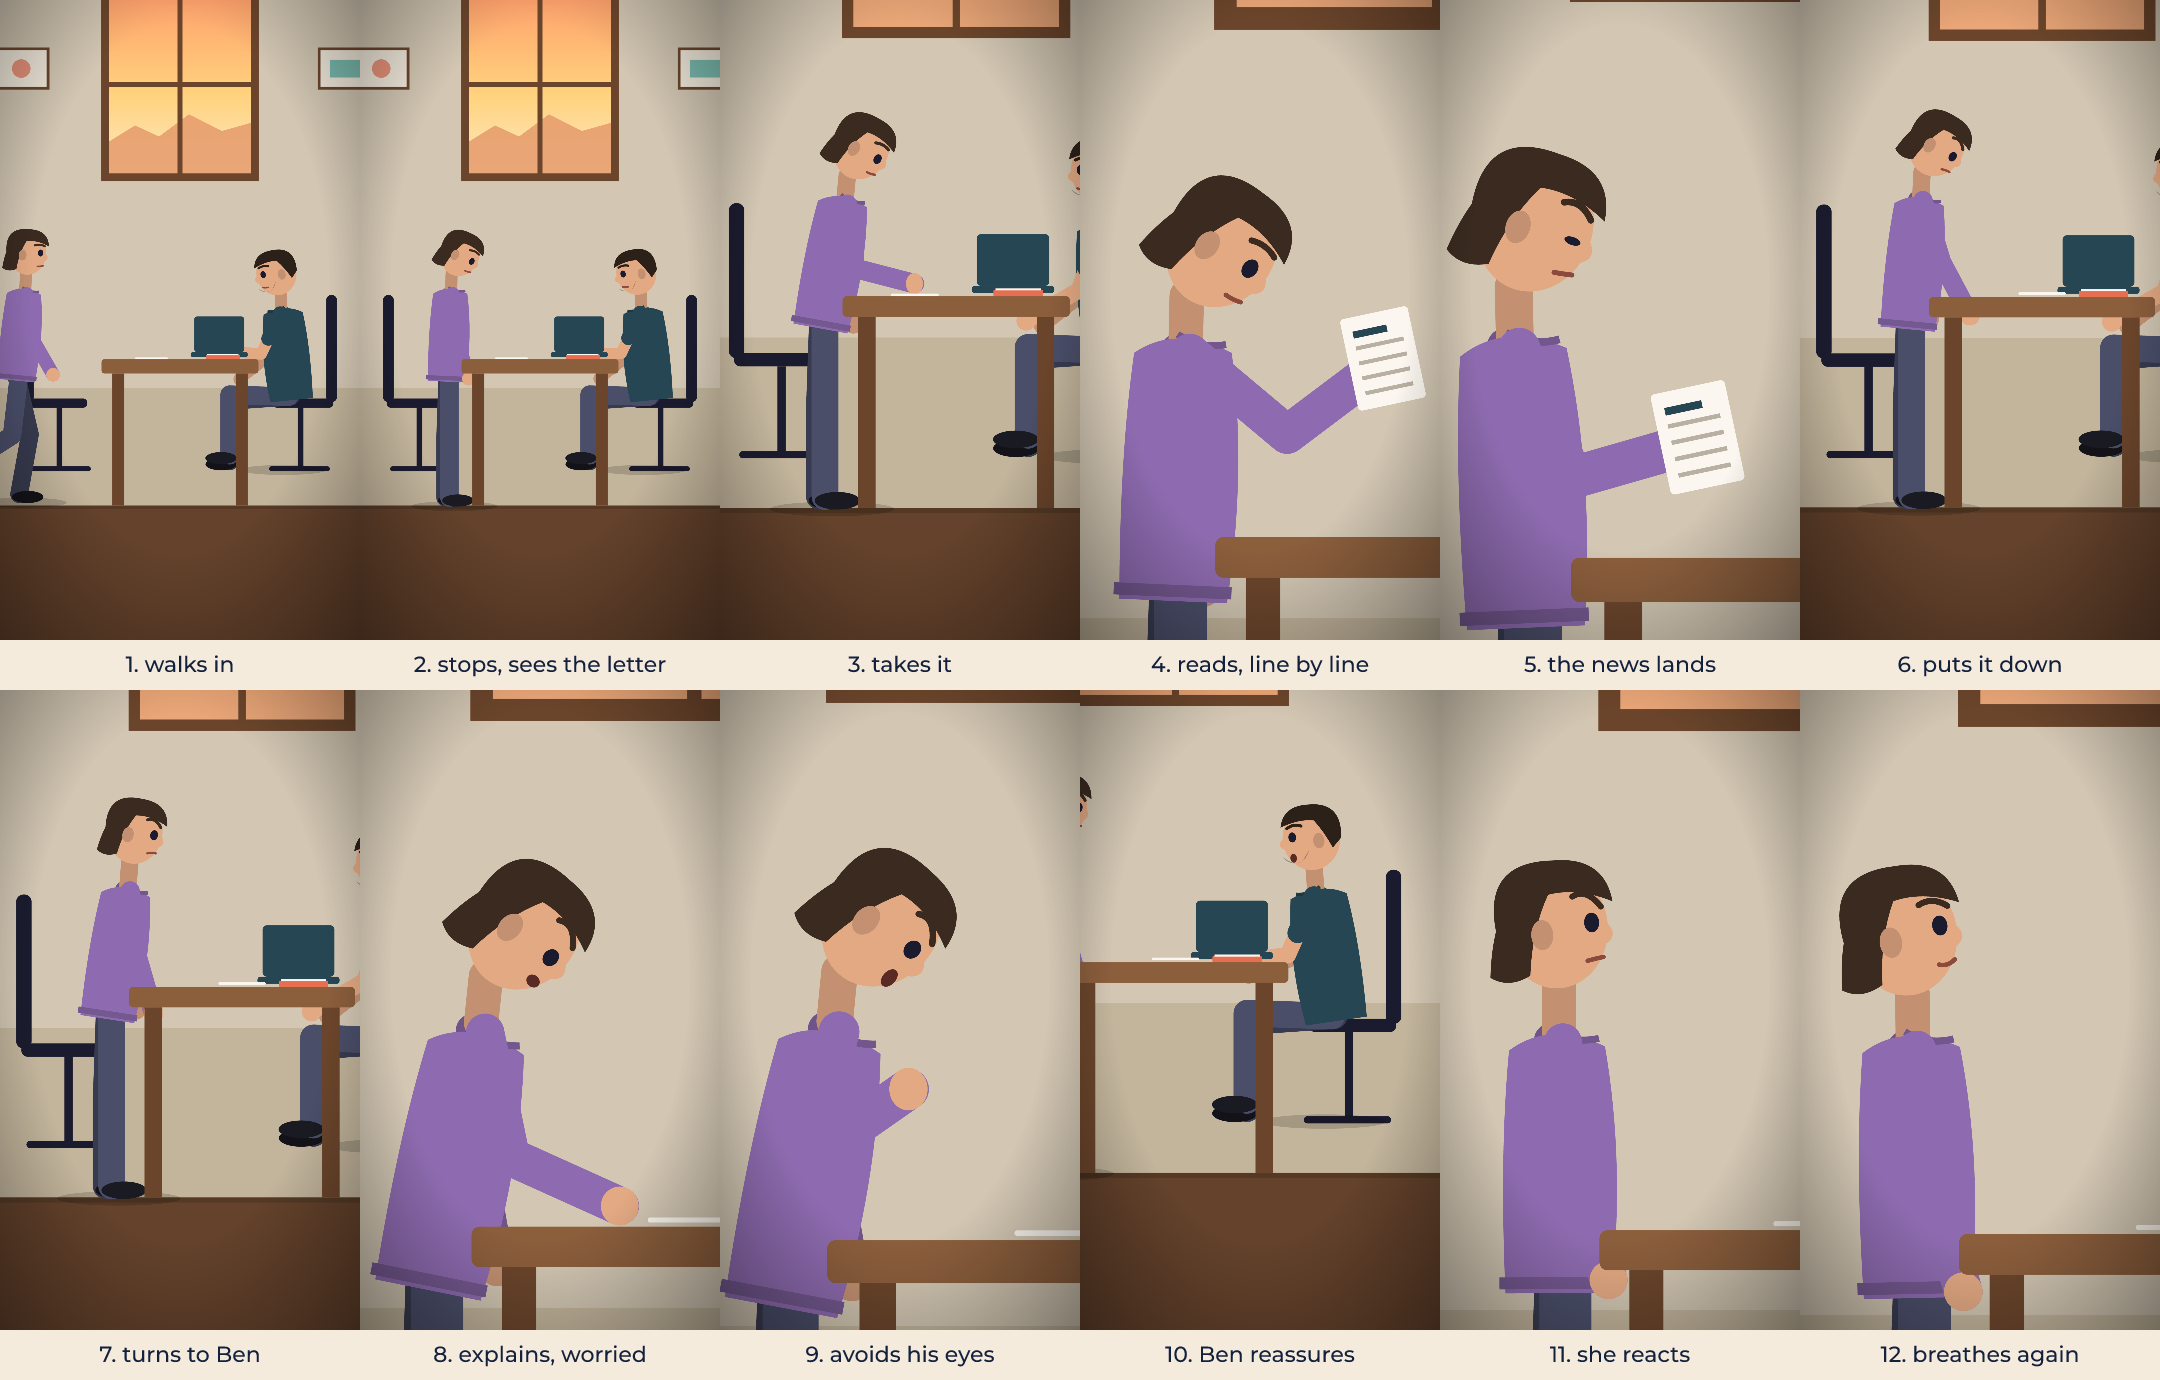 1. walks in
2. stops, sees the letter
3. takes it
4. reads, line by line
5. the news lands
6. puts it down
7. turns to Ben
8. explains, worried
9. avoids his eyes
10. Ben reassures
11. she reacts
12. breathes again